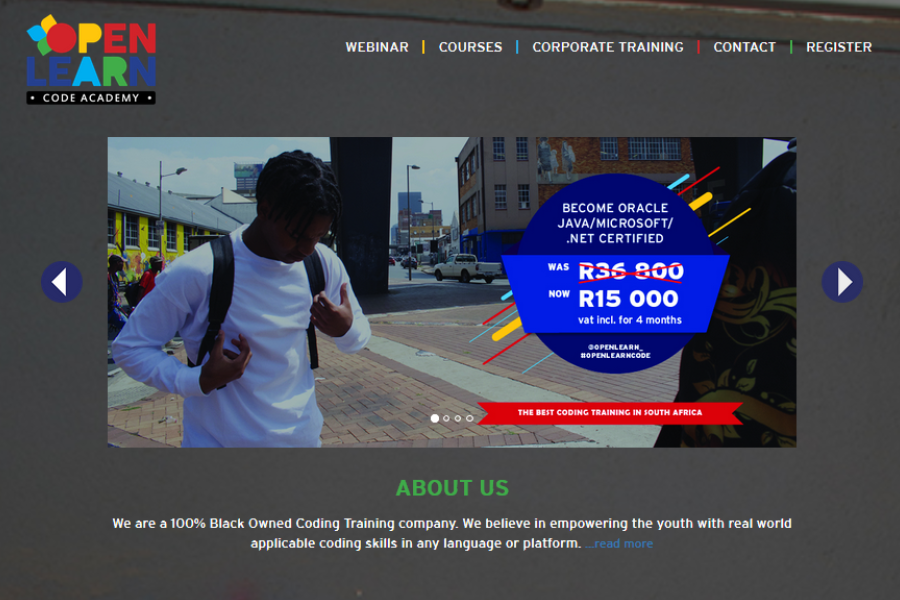 OPEN
LEARN
• CODE ACADEMY •
WEBINAR | COURSES | CORPORATE TRAINING | CONTACT | REGISTER
BECOME ORACLE
JAVA/MICROSOFT/
.NET CERTIFIED
WAS R36 800
NOW R15 000
vat incl. for 4 months
@OPENLEARN_
#OPENLEARNCODE
THE BEST CODING TRAINING IN SOUTH AFRICA
ABOUT US
We are a 100% Black Owned Coding Training company. We believe in empowering the youth with real world
applicable coding skills in any language or platform. ...read more